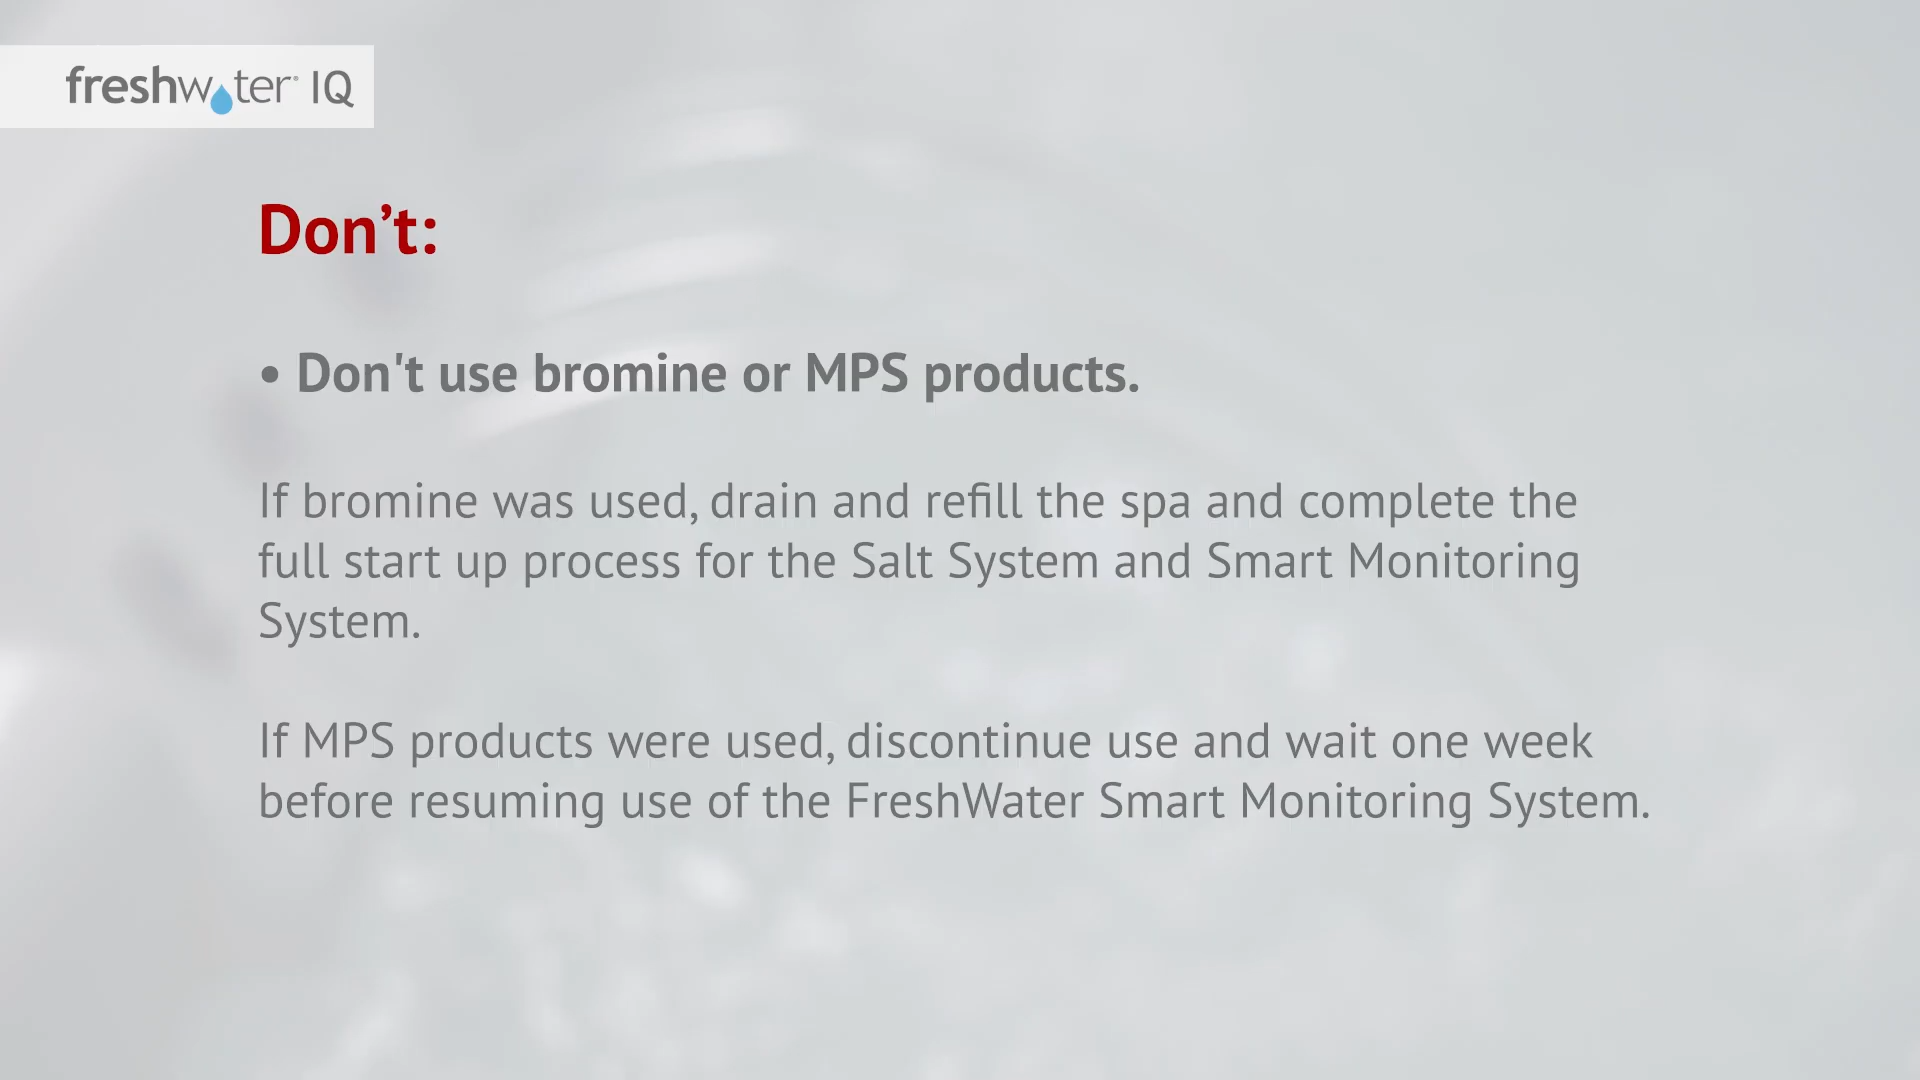 freshwater® IQ
Don’t:
• Don't use bromine or MPS products.
If bromine was used, drain and refill the spa and complete the
full start up process for the Salt System and Smart Monitoring
System.
If MPS products were used, discontinue use and wait one week
before resuming use of the FreshWater Smart Monitoring System.